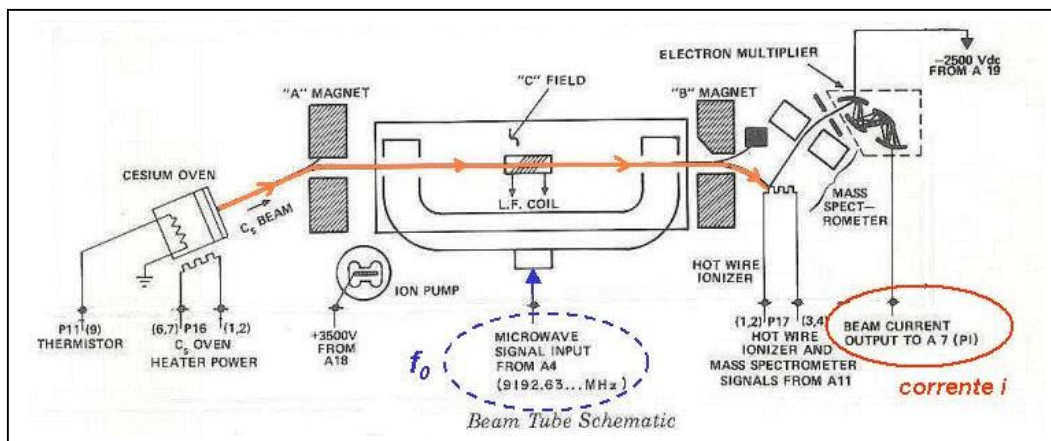 ELECTRON MULTIPLIER
−2500 Vdc
FROM A 19
"A" MAGNET
"C" FIELD
"B" MAGNET
CESIUM OVEN
Cs BEAM
L.F. COIL
MASS
SPECT—
ROMETER
HOT WIRE
IONIZER
ION PUMP
P11(9)
THERMISTOR
(6,7) P16 (1,2)
Cs OVEN
HEATER POWER
+3500V
FROM
A18
f0
MICROWAVE
SIGNAL INPUT
FROM A4
(9192.63...MHz)
(1,2) P17 (3,4)
HOT WIRE
IONIZER AND
MASS SPECTROMETER
SIGNALS FROM A11
BEAM CURRENT
OUTPUT TO A 7 (PI)
corrente i
Beam Tube Schematic